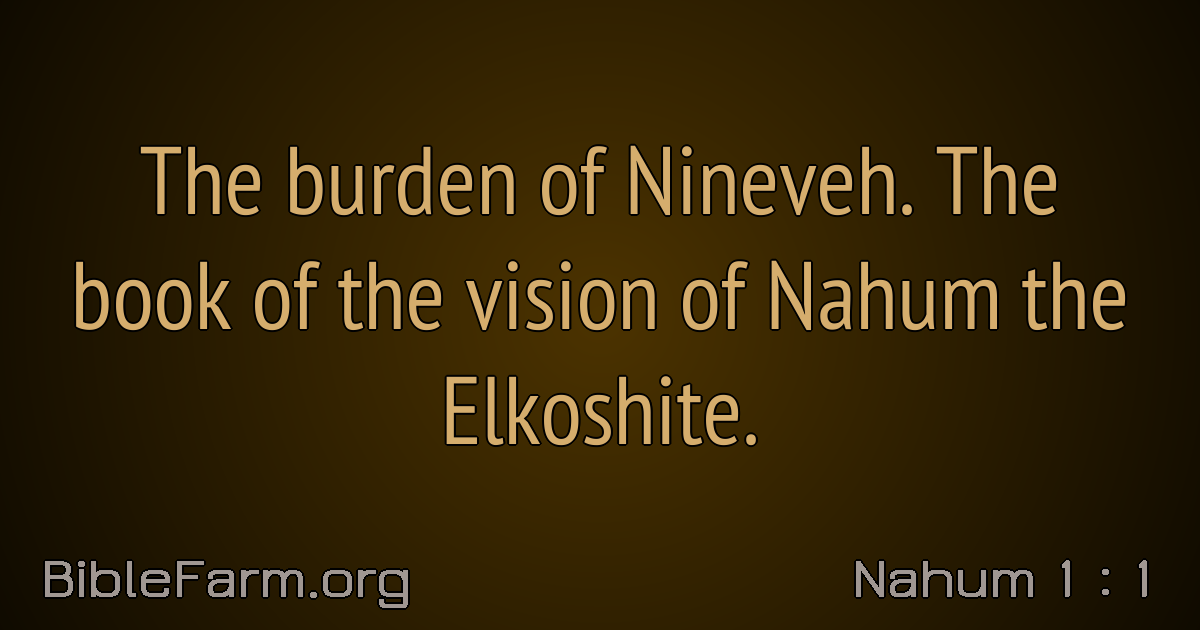 The burden of Nineveh. The
book of the vision of Nahum the
Elkoshite.
BibleFarm.org
Nahum 1 : 1